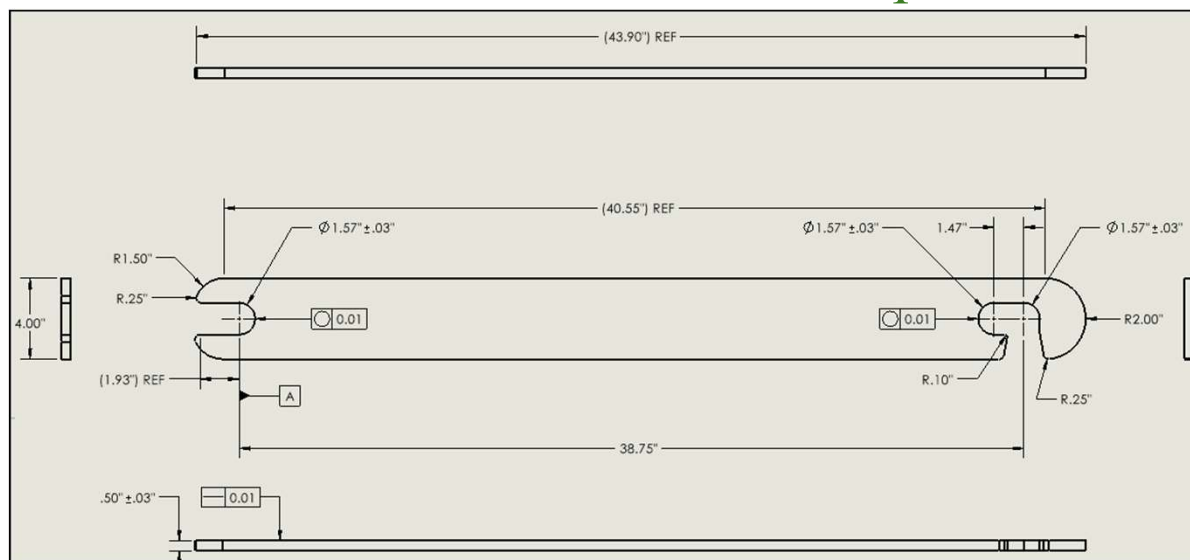 (43.90") REF
(40.55") REF
Ø1.57"±.03"
Ø1.57"±.03"
1.47"
Ø1.57"±.03"
R1.50"
R.25"
4.00"
0.01
0.01
R2.00"
(1.93") REF
R.10"
A
R.25"
38.75"
.50"±.03"
0.01